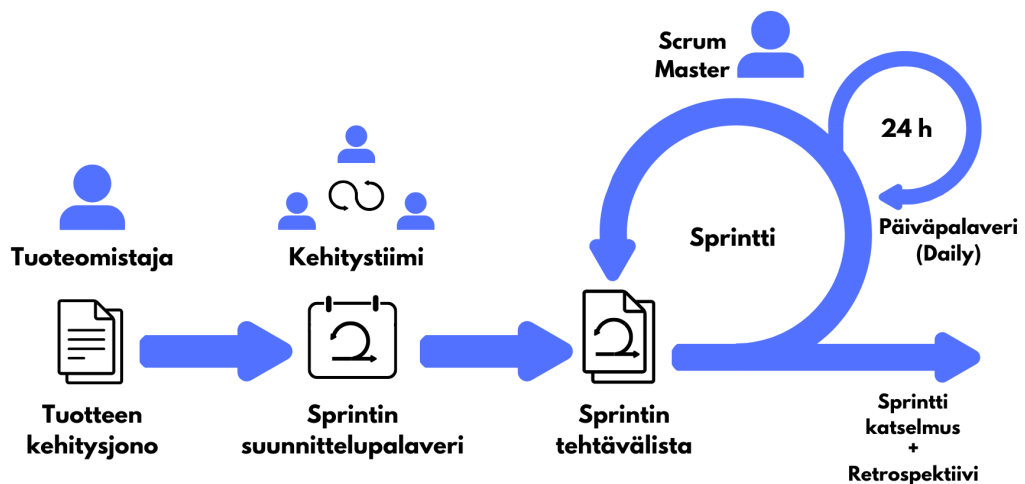 Scrum
Master
24 h
Tuoteomistaja
Kehitystiimi
Sprintti
Päiväpalaveri
(Daily)
Tuotteen
kehitysjono
Sprintin
suunnittelupalaveri
Sprintin
tehtävälista
Sprintti
katselmus
+
Retrospektiivi